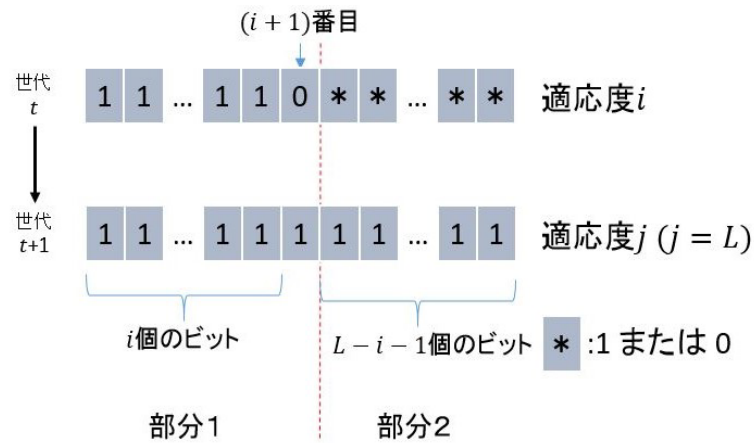 (i + 1)番目
世代
t
1 1 ... 1 1 0 * * ... * *
適応度i
世代
t+1
1 1 ... 1 1 1 1 1 ... 1 1
適応度j (j = L)
i個のビット
L − i − 1個のビット
* :1 または 0
部分1
部分2